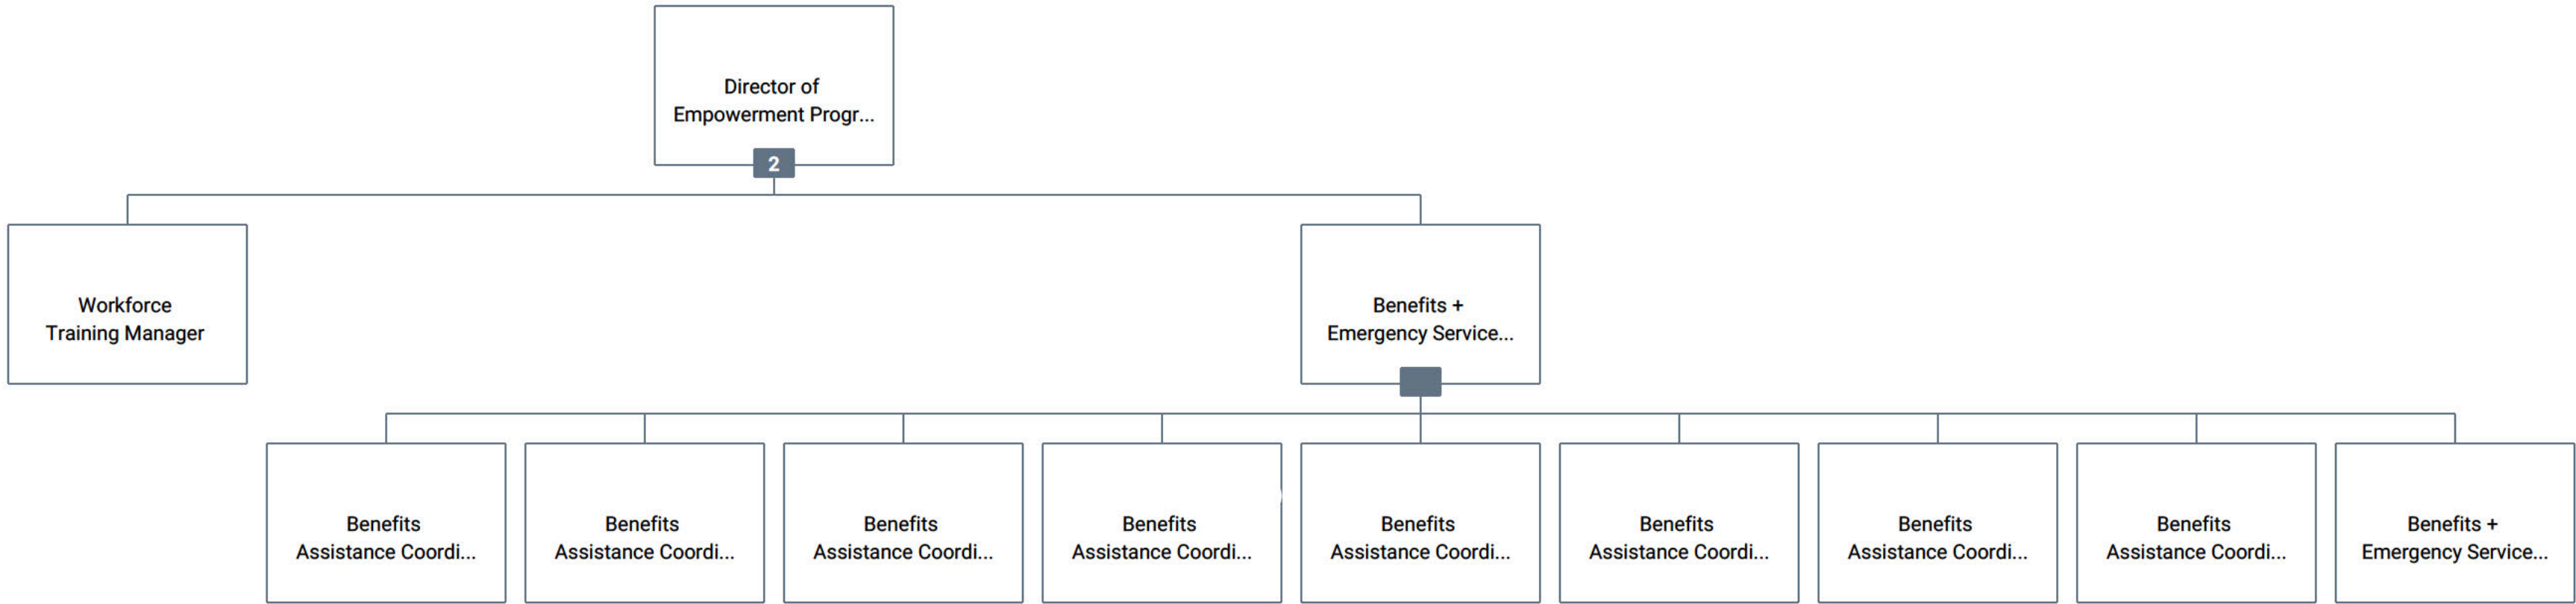 Director of
Empowerment Progr...
2
Workforce
Training Manager
Benefits +
Emergency Service...
Benefits
Assistance Coordi...
Benefits
Assistance Coordi...
Benefits
Assistance Coordi...
Benefits
Assistance Coordi...
Benefits
Assistance Coordi...
Benefits
Assistance Coordi...
Benefits
Assistance Coordi...
Benefits
Assistance Coordi...
Benefits +
Emergency Service...